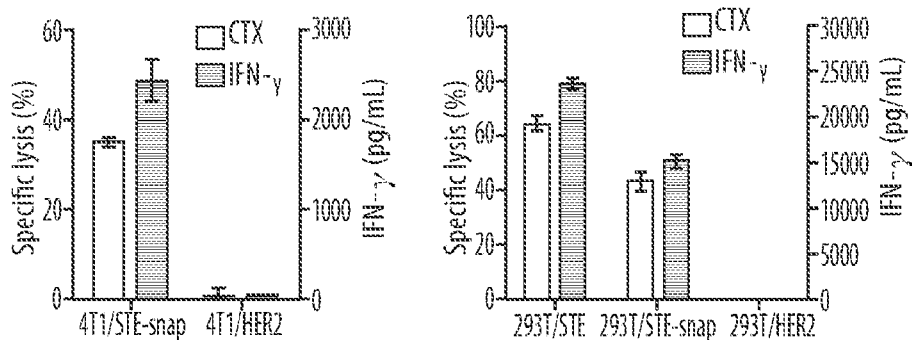 60
40
20
0
Specific lysis (%)
CTX
IFN-γ
3000
2000
1000
0
IFN-γ (pg/mL)
4T1/STE-snap
4T1/HER2
100
80
60
40
20
0
Specific lysis (%)
CTX
IFN-γ
30000
25000
20000
15000
10000
5000
0
IFN-γ (pg/mL)
293T/STE
293T/STE-snap
293T/HER2